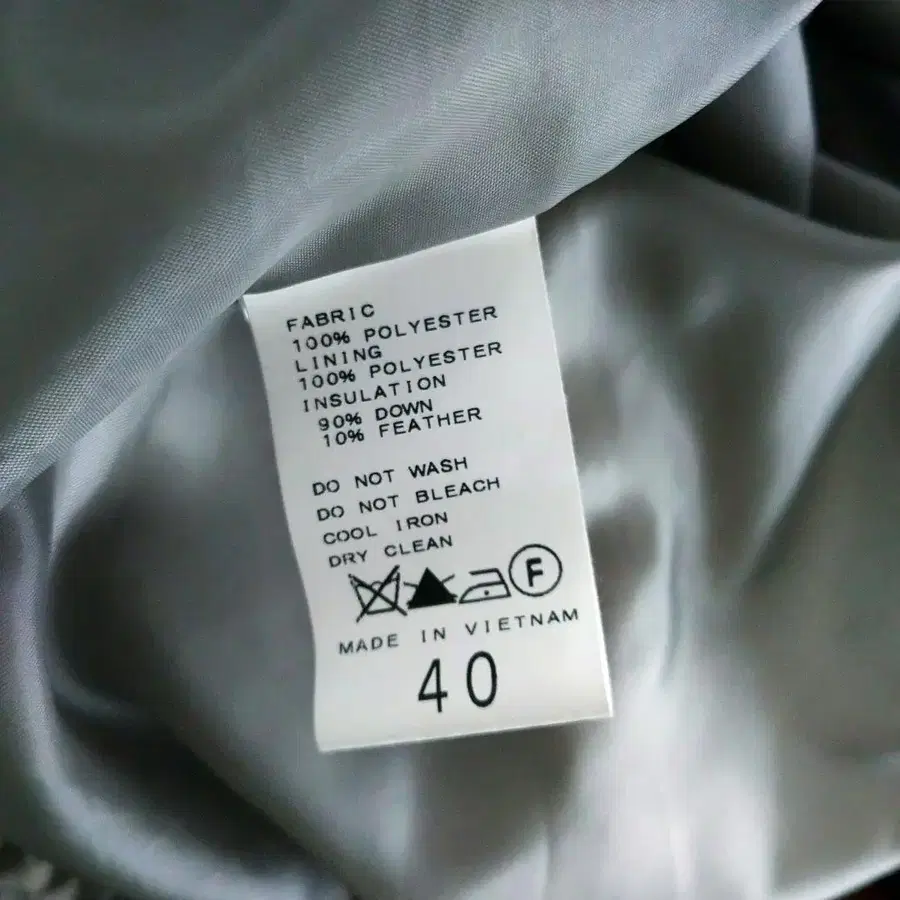 FABRIC
100% POLYESTER
LINING
100% POLYESTER
INSULATION
90% DOWN
10% FEATHER
DO NOT WASH
DO NOT BLEACH
COOL IRON
DRY CLEAN
F
MADE IN VIETNAM
40